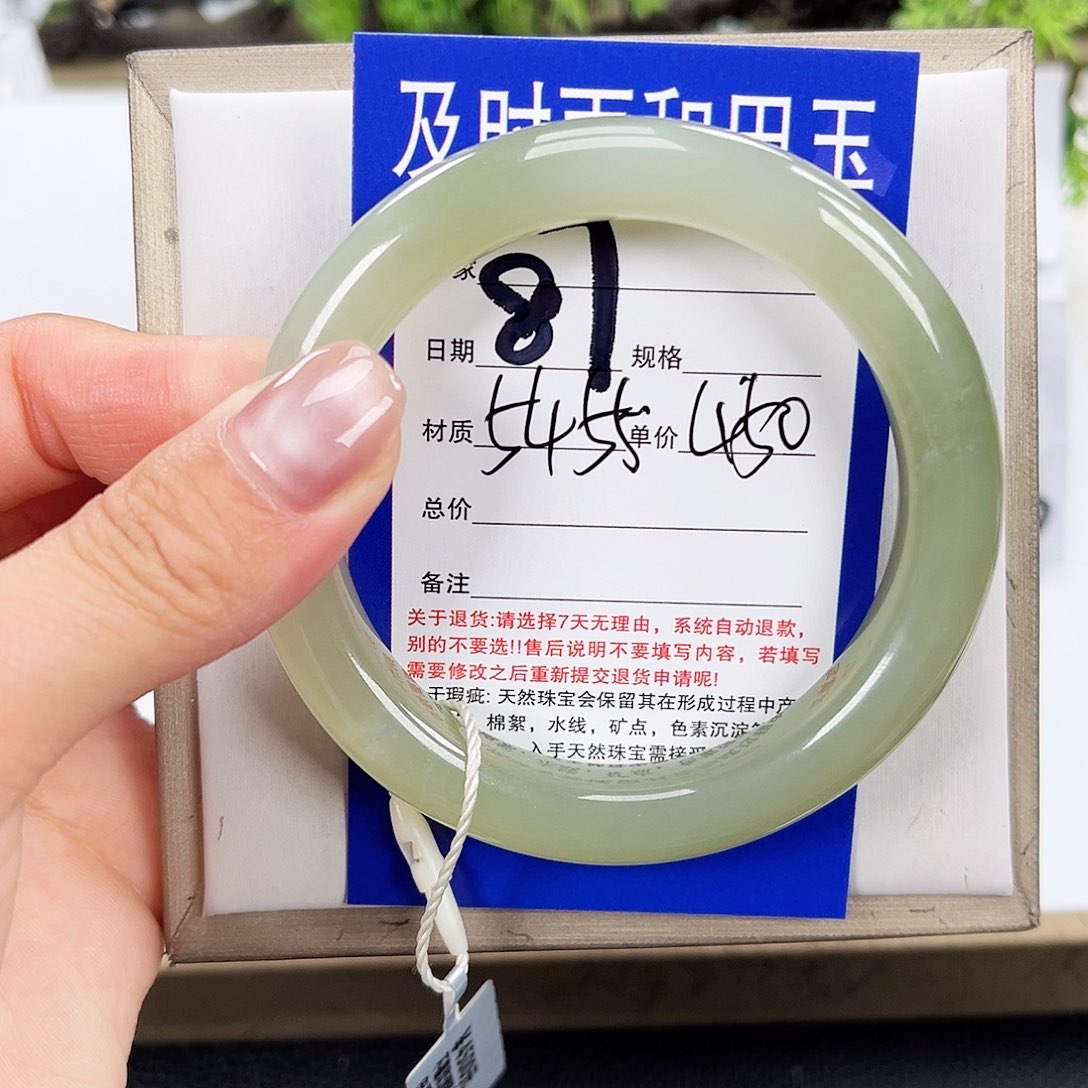 及时雨和田玉
家
87
日期 规格
材质 545 单价 450
总价
备注
关于退货:请选择7天无理由，系统自动退款，
别的不要选!!售后说明不要填写内容，若填写
需要修改之后重新提交退货申请呢!
于瑕疵: 天然珠宝会保留其在形成过程中产
棉絮，水线，矿点，色素沉淀
入手天然珠宝需接受